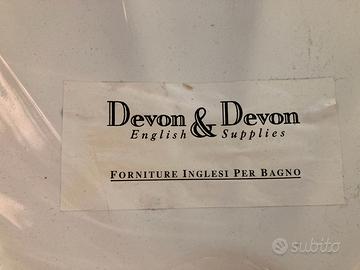 Devon & Devon
English Supplies
FORNITURE INGLESI PER BAGNO
subito